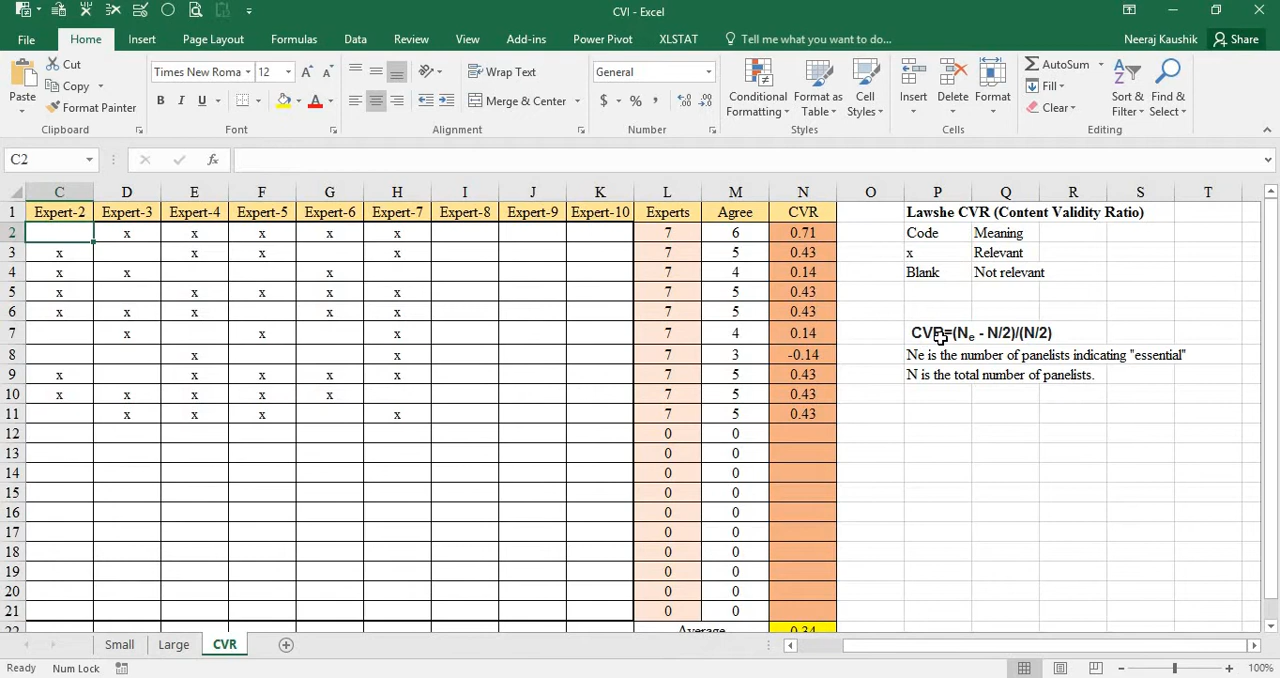 CVI - Excel
File Home Insert Page Layout Formulas Data Review View Add-ins Power Pivot XLSTAT Tell me what you want to do... Neeraj Kaushik Share
Paste Cut Copy Format Painter
Times New Roma 12
B I U
Wrap Text
Merge & Center
General
$ %
Conditional Formatting Format as Table Cell Styles
Insert Delete Format
AutoSum Fill Clear
Sort & Filter Find & Select
Clipboard Font Alignment Number Styles Cells Editing
C2 fx
C D E F G H I J K L M N O P Q R S T
1 Expert-2 Expert-3 Expert-4 Expert-5 Expert-6 Expert-7 Expert-8 Expert-9 Expert-10 Experts Agree CVR Lawshe CVR (Content Validity Ratio)
2 x x x x x 7 6 0.71 Code Meaning
3 x x x x 7 5 0.43 x Relevant
4 x x x 7 4 0.14 Blank Not relevant
5 x x x x x 7 5 0.43
6 x x x x x 7 5 0.43
7 x x x 7 4 0.14 CVR=(Ne - N/2)/(N/2)
8 x x 7 3 -0.14 Ne is the number of panelists indicating "essential"
9 x x x x x 7 5 0.43 N is the total number of panelists.
10 x x x x x 7 5 0.43
11 x x x x 7 5 0.43
12 0 0
13 0 0
14 0 0
15 0 0
16 0 0
17 0 0
18 0 0
19 0 0
20 0 0
21 0 0
22 Average 0.34
Small Large CVR
Ready Num Lock 100%